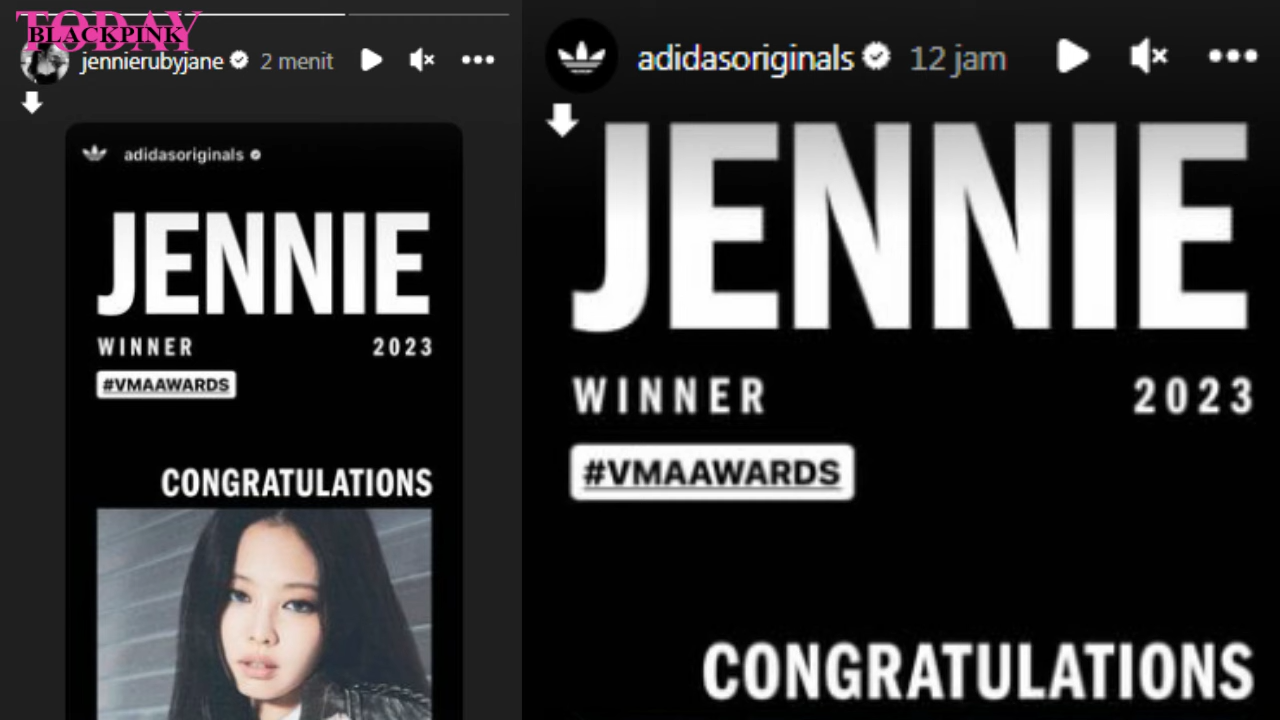 TODAY
BLACKPINK
jennierubyjane 2 menit
adidasoriginals
JENNIE
WINNER 2023
#VMAAWARDS
CONGRATULATIONS
adidasoriginals 12 jam
JENNIE
WINNER 2023
#VMAAWARDS
CONGRATULATIONS